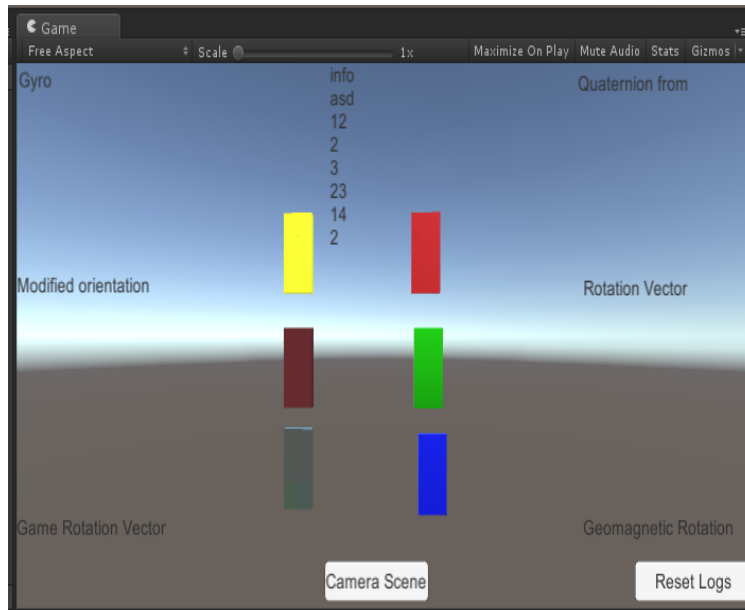 Game
Free Aspect Scale 1x Maximize On Play Mute Audio Stats Gizmos
Gyro
info
Quaternion from
asd
12
2
3
23
14
2
Modified orientation
Rotation Vector
Game Rotation Vector
Geomagnetic Rotation
Camera Scene
Reset Logs